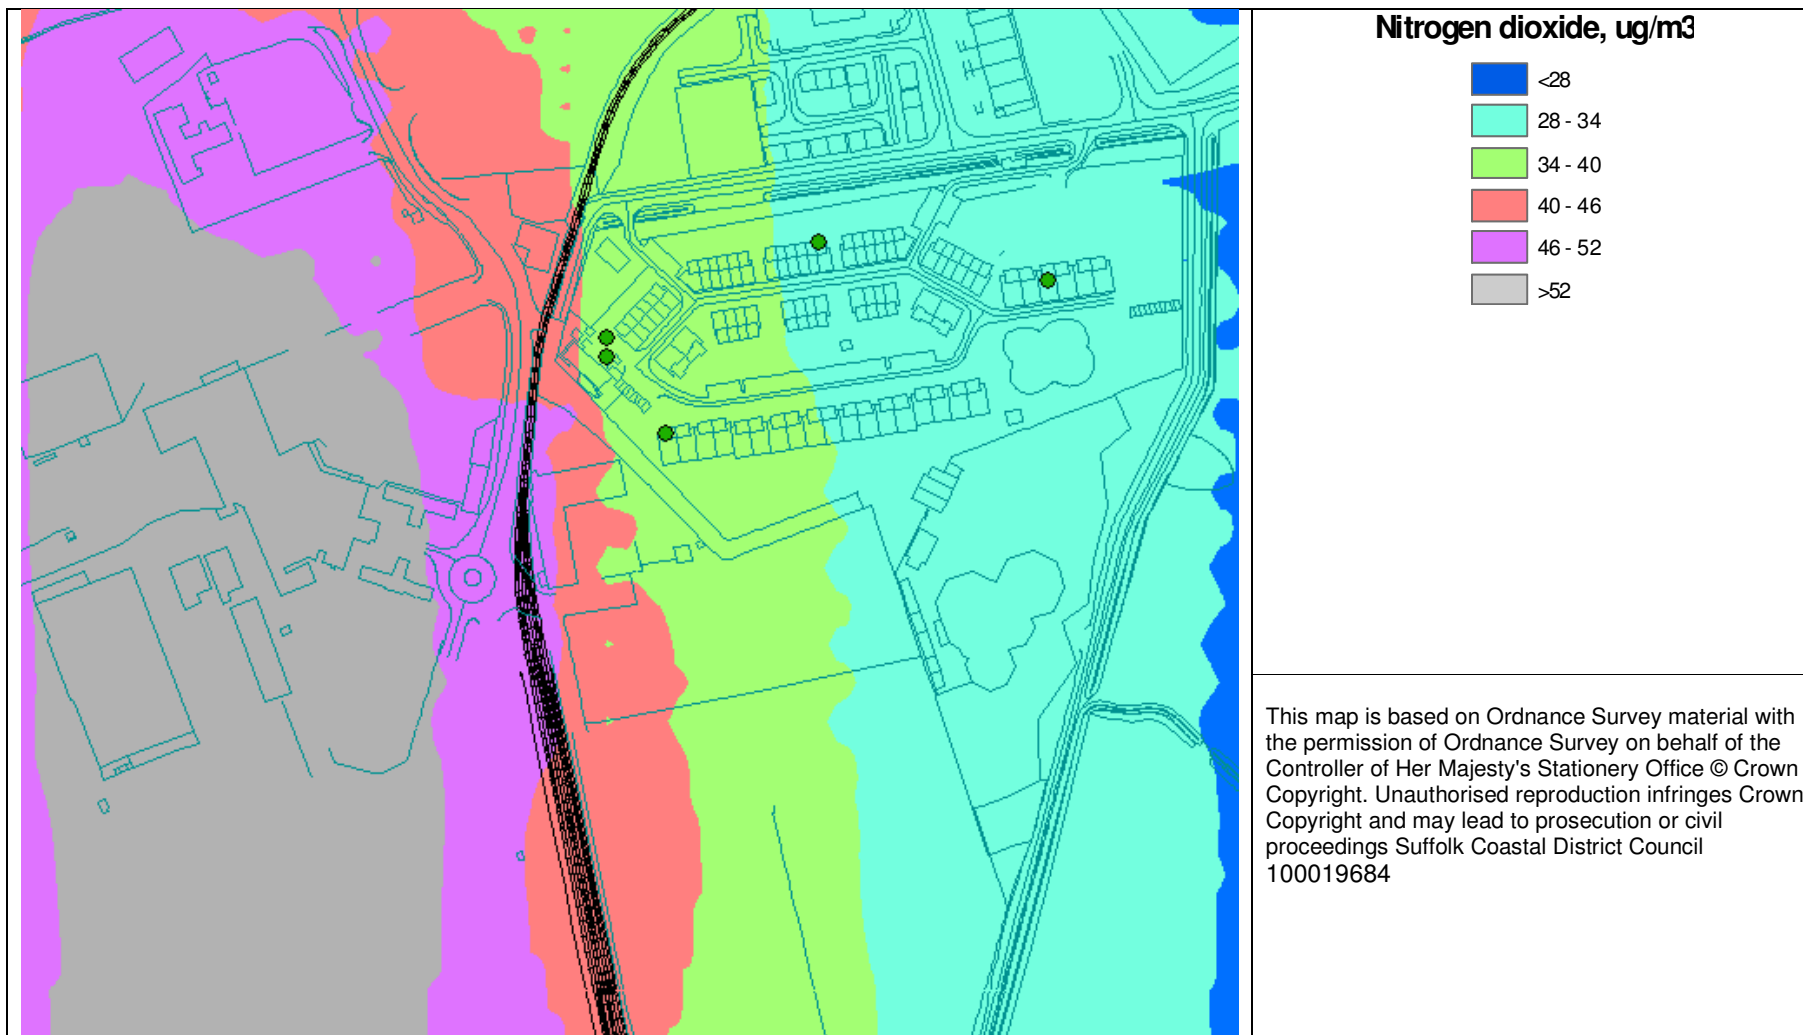 Nitrogen dioxide, ug/m3
<28
28 - 34
34 - 40
40 - 46
46 - 52
>52
This map is based on Ordnance Survey material with
the permission of Ordnance Survey on behalf of the
Controller of Her Majesty's Stationery Office © Crown
Copyright. Unauthorised reproduction infringes Crown
Copyright and may lead to prosecution or civil
proceedings Suffolk Coastal District Council
100019684